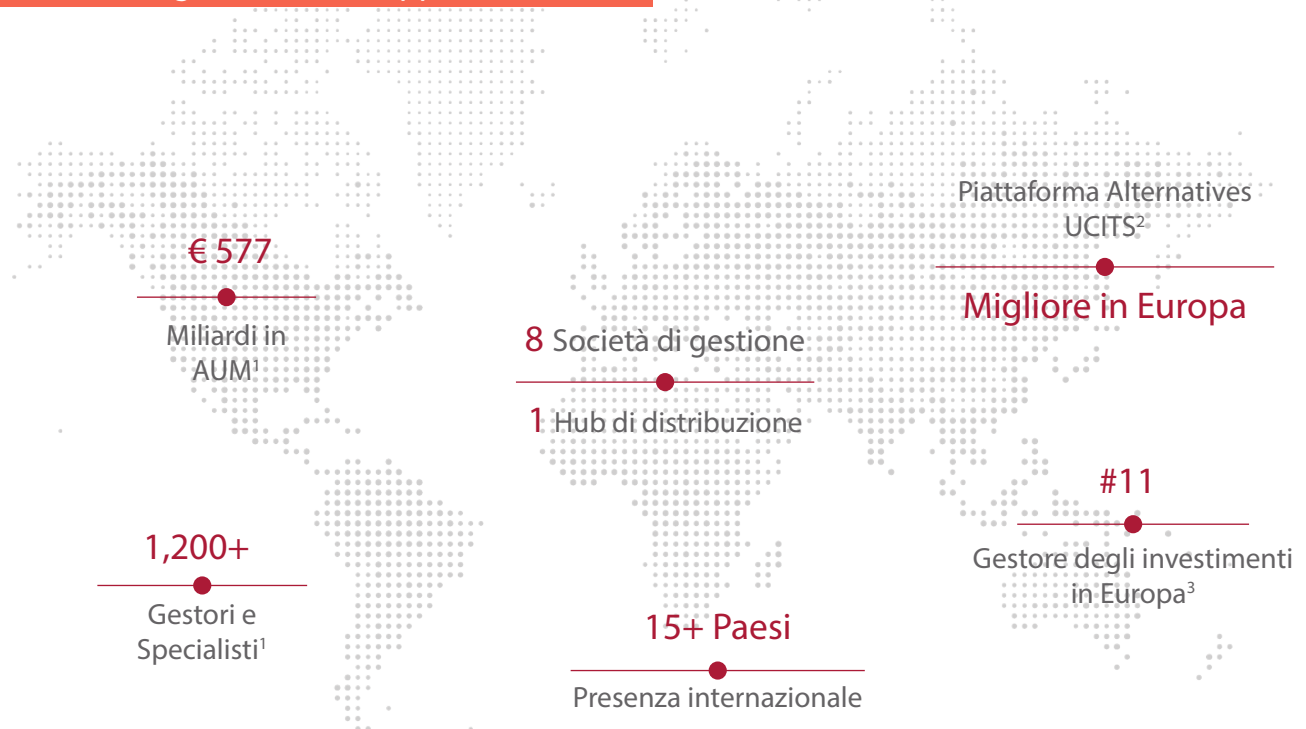 € 577
Miliardi in
AUM¹
1,200+
Gestori e
Specialisti¹
8 Società di gestione
1 Hub di distribuzione
15+ Paesi
Presenza internazionale
Piattaforma Alternatives
UCITS²
Migliore in Europa
#11
Gestore degli investimenti
in Europa³